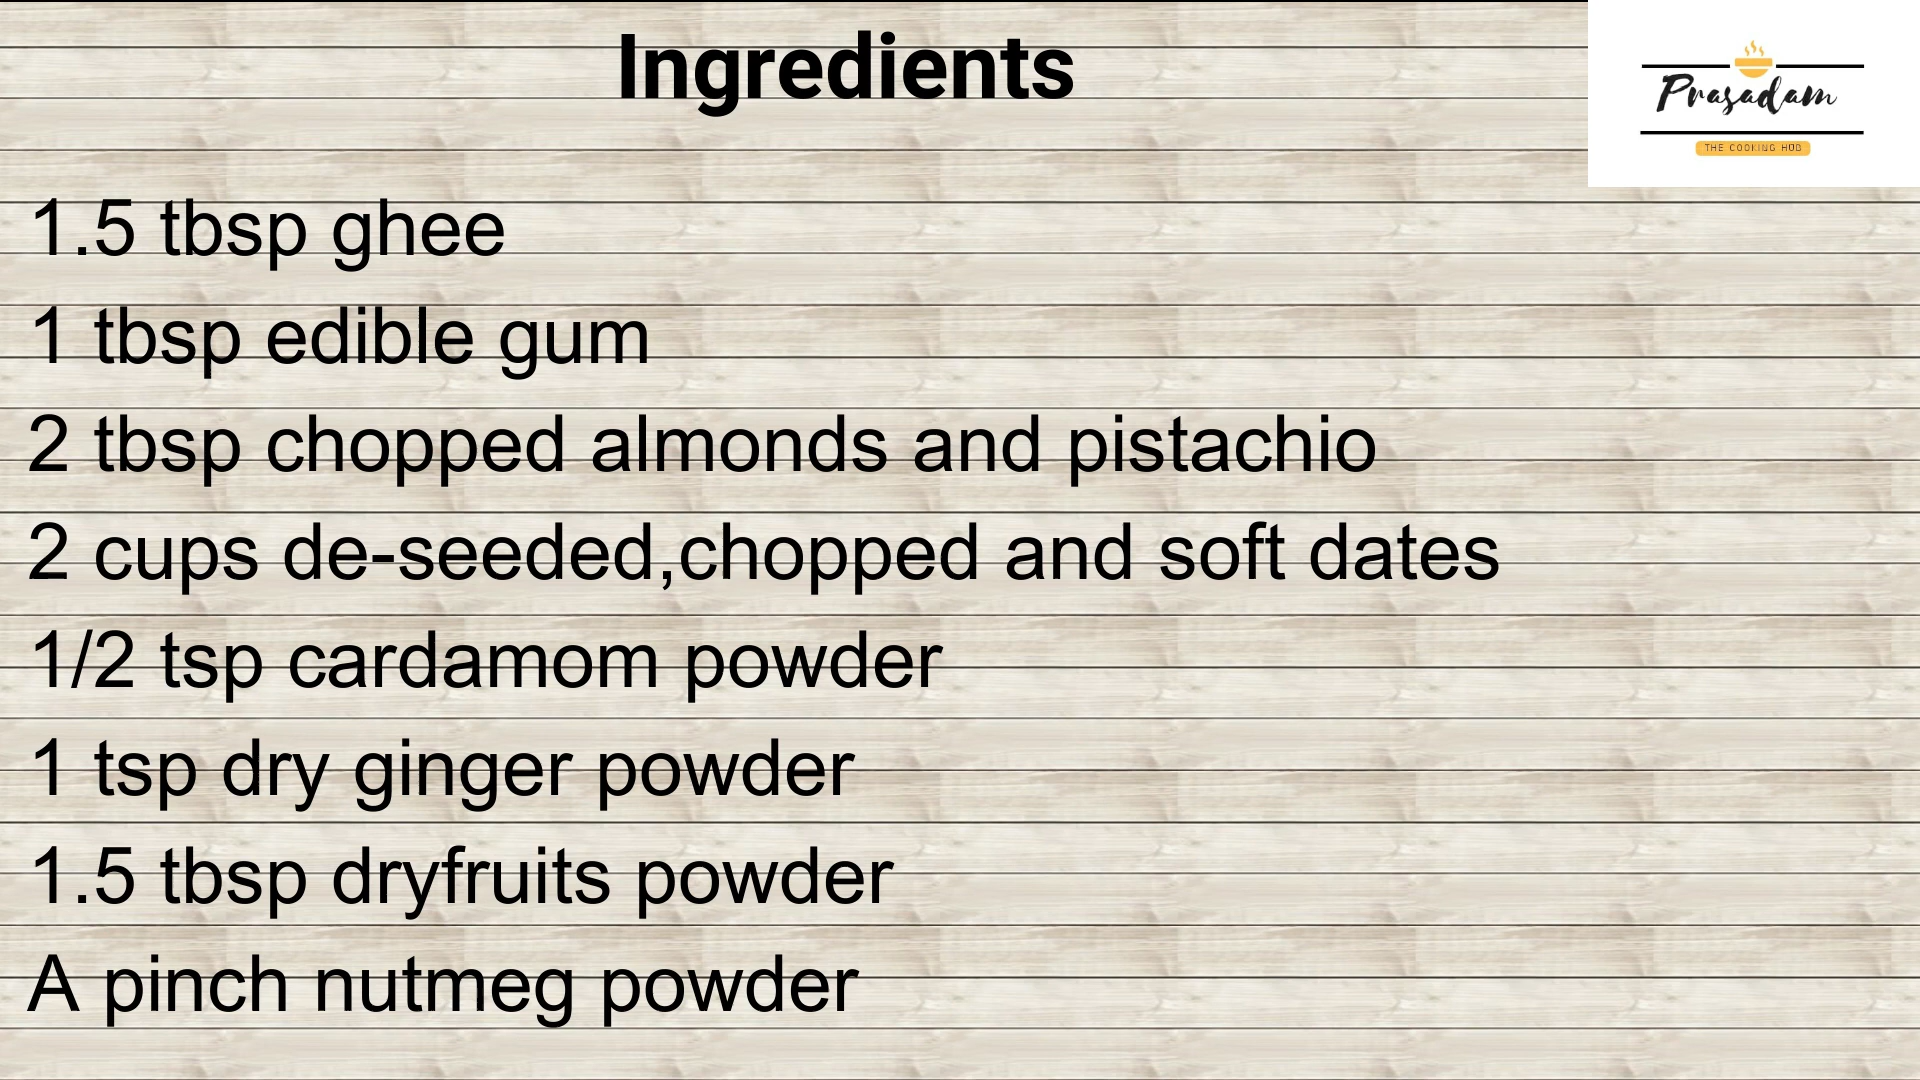 Ingredients
Prasadam
THE COOKING HUB
1.5 tbsp ghee
1 tbsp edible gum
2 tbsp chopped almonds and pistachio
2 cups de-seeded,chopped and soft dates
1/2 tsp cardamom powder
1 tsp dry ginger powder
1.5 tbsp dryfruits powder
A pinch nutmeg powder